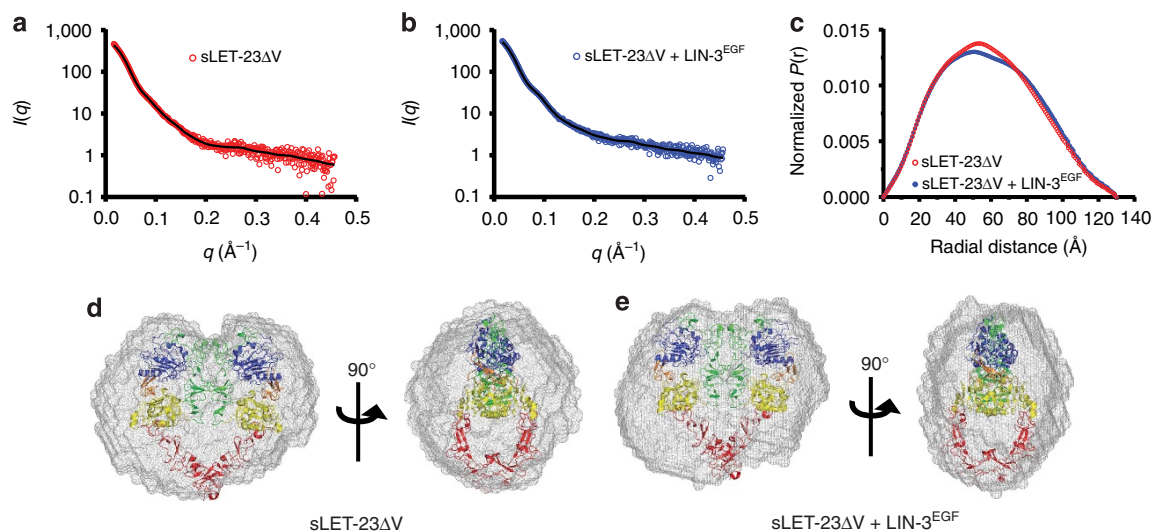 a
1,000
100
10
1
0.1
I(q)
sLET-23ΔV
0.0
0.1
0.2
0.3
0.4
0.5
q (Å⁻¹)
b
1,000
100
10
1
0.1
I(q)
sLET-23ΔV + LIN-3ᴱᴳᶠ
0.0
0.1
0.2
0.3
0.4
0.5
q (Å⁻¹)
c
0.015
0.010
0.005
0.000
Normalized P(r)
sLET-23ΔV
sLET-23ΔV + LIN-3ᴱᴳᶠ
0
20
40
60
80
100
120
140
Radial distance (Å)
d
90°
sLET-23ΔV
e
90°
sLET-23ΔV + LIN-3ᴱᴳᶠ